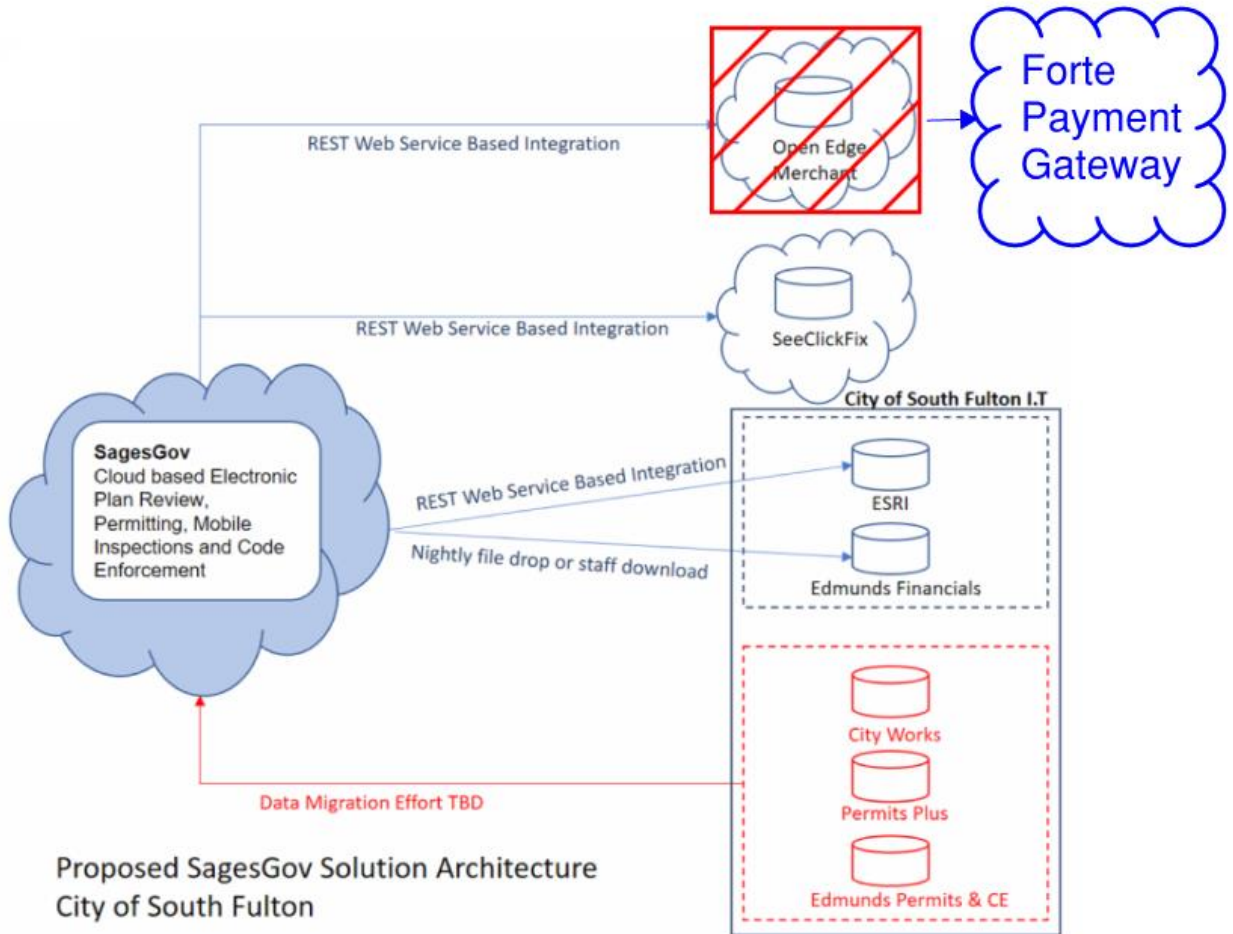 REST Web Service Based Integration
Open Edge
Merchant
Forte
Payment
Gateway
REST Web Service Based Integration
SeeClickFix
City of South Fulton I.T
SagesGov
Cloud based Electronic
Plan Review,
Permitting, Mobile
Inspections and Code
Enforcement
REST Web Service Based Integration
ESRI
Nightly file drop or staff download
Edmunds Financials
City Works
Data Migration Effort TBD
Permits Plus
Edmunds Permits & CE
Proposed SagesGov Solution Architecture
City of South Fulton